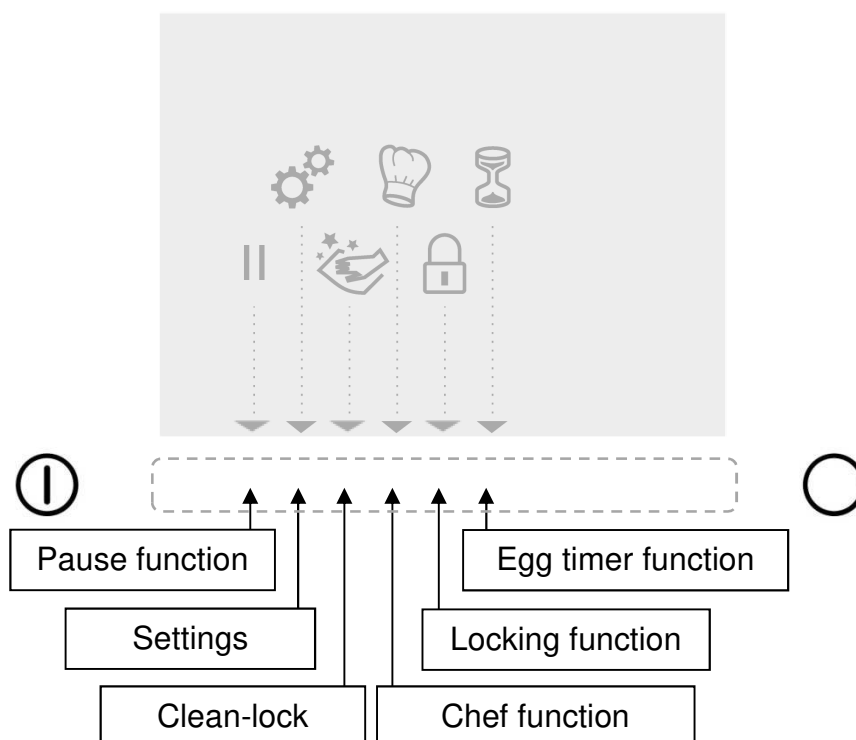 Pause function
Egg timer function
Settings
Locking function
Clean-lock
Chef function